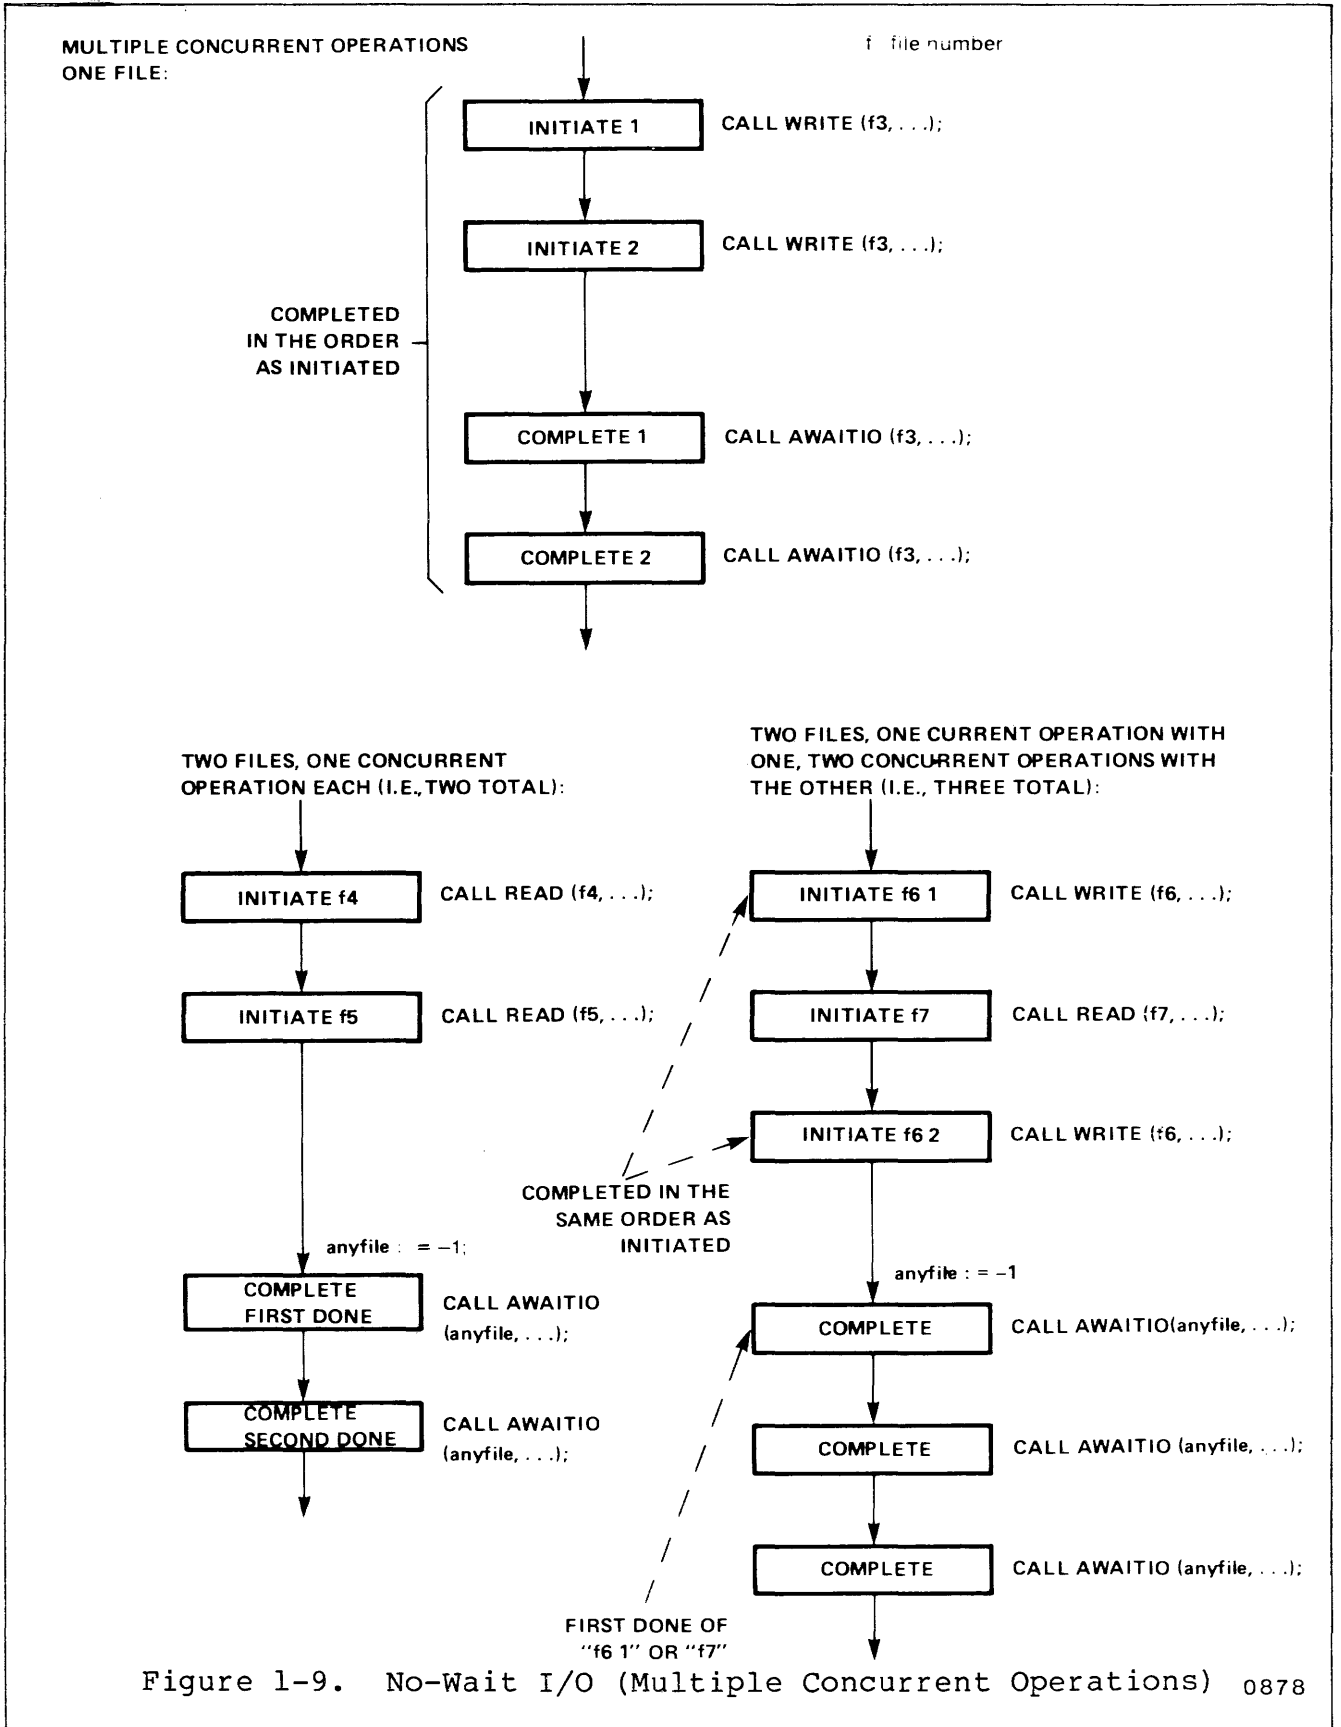 MULTIPLE CONCURRENT OPERATIONS
ONE FILE:
f file number
INITIATE 1
CALL WRITE (f3, . . .);
INITIATE 2
CALL WRITE (f3, . . .);
COMPLETED
IN THE ORDER
AS INITIATED
COMPLETE 1
CALL AWAITIO (f3, . . .);
COMPLETE 2
CALL AWAITIO (f3, . . .);
TWO FILES, ONE CONCURRENT
OPERATION EACH (I.E., TWO TOTAL):
INITIATE f4
CALL READ (f4, . . .);
INITIATE f5
CALL READ (f5, . . .);
anyfile : = –1;
COMPLETE
FIRST DONE
CALL AWAITIO
(anyfile, . . .);
COMPLETE
SECOND DONE
CALL AWAITIO
(anyfile, . . .);
TWO FILES, ONE CURRENT OPERATION WITH
ONE, TWO CONCURRENT OPERATIONS WITH
THE OTHER (I.E., THREE TOTAL):
INITIATE f6 1
CALL WRITE (f6, . . .);
INITIATE f7
CALL READ (f7, . . .);
INITIATE f6 2
CALL WRITE (f6, . . .);
COMPLETED IN THE
SAME ORDER AS
INITIATED
anyfile : = –1
COMPLETE
CALL AWAITIO(anyfile, . . .);
COMPLETE
CALL AWAITIO (anyfile, . . .);
COMPLETE
CALL AWAITIO (anyfile, . . .);
FIRST DONE OF
"f6 1" OR "f7"
Figure 1-9. No-Wait I/O (Multiple Concurrent Operations) 0878